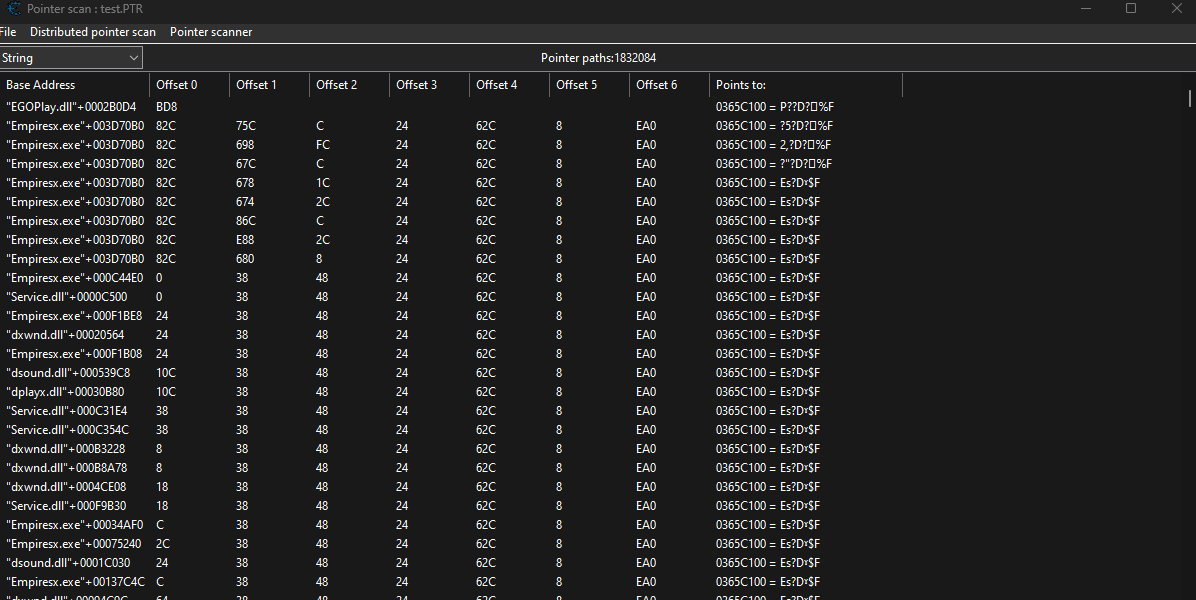 Pointer scan : test.PTR
File Distributed pointer scan Pointer scanner
String Pointer paths:1832084
Base Address Offset 0 Offset 1 Offset 2 Offset 3 Offset 4 Offset 5 Offset 6 Points to:
"EGOPlay.dll"+0002B0D4 BD8 0365C100 = P??D?▯%F
"Empiresx.exe"+003D70B0 82C 75C C 24 62C 8 EA0 0365C100 = ?5?D?▯%F
"Empiresx.exe"+003D70B0 82C 698 FC 24 62C 8 EA0 0365C100 = 2,?D?▯%F
"Empiresx.exe"+003D70B0 82C 67C C 24 62C 8 EA0 0365C100 = ?"?D?▯%F
"Empiresx.exe"+003D70B0 82C 678 1C 24 62C 8 EA0 0365C100 = Es?D▾$F
"Empiresx.exe"+003D70B0 82C 674 2C 24 62C 8 EA0 0365C100 = Es?D▾$F
"Empiresx.exe"+003D70B0 82C 86C C 24 62C 8 EA0 0365C100 = Es?D▾$F
"Empiresx.exe"+003D70B0 82C E88 2C 24 62C 8 EA0 0365C100 = Es?D▾$F
"Empiresx.exe"+003D70B0 82C 680 8 24 62C 8 EA0 0365C100 = Es?D▾$F
"Empiresx.exe"+000C44E0 0 38 48 24 62C 8 EA0 0365C100 = Es?D▾$F
"Service.dll"+0000C500 0 38 48 24 62C 8 EA0 0365C100 = Es?D▾$F
"Empiresx.exe"+000F1BE8 24 38 48 24 62C 8 EA0 0365C100 = Es?D▾$F
"dxwnd.dll"+00020564 24 38 48 24 62C 8 EA0 0365C100 = Es?D▾$F
"Empiresx.exe"+000F1B08 24 38 48 24 62C 8 EA0 0365C100 = Es?D▾$F
"dsound.dll"+000539C8 10C 38 48 24 62C 8 EA0 0365C100 = Es?D▾$F
"dplayx.dll"+00030B80 10C 38 48 24 62C 8 EA0 0365C100 = Es?D▾$F
"Service.dll"+000C31E4 38 38 48 24 62C 8 EA0 0365C100 = Es?D▾$F
"Service.dll"+000C354C 38 38 48 24 62C 8 EA0 0365C100 = Es?D▾$F
"dxwnd.dll"+000B3228 8 38 48 24 62C 8 EA0 0365C100 = Es?D▾$F
"dxwnd.dll"+000B8A78 8 38 48 24 62C 8 EA0 0365C100 = Es?D▾$F
"dxwnd.dll"+0004CE08 18 38 48 24 62C 8 EA0 0365C100 = Es?D▾$F
"Service.dll"+000F9B30 18 38 48 24 62C 8 EA0 0365C100 = Es?D▾$F
"Empiresx.exe"+00034AF0 C 38 48 24 62C 8 EA0 0365C100 = Es?D▾$F
"Empiresx.exe"+00075240 2C 38 48 24 62C 8 EA0 0365C100 = Es?D▾$F
"dsound.dll"+0001C030 24 38 48 24 62C 8 EA0 0365C100 = Es?D▾$F
"Empiresx.exe"+00137C4C C 38 48 24 62C 8 EA0 0365C100 = Es?D▾$F